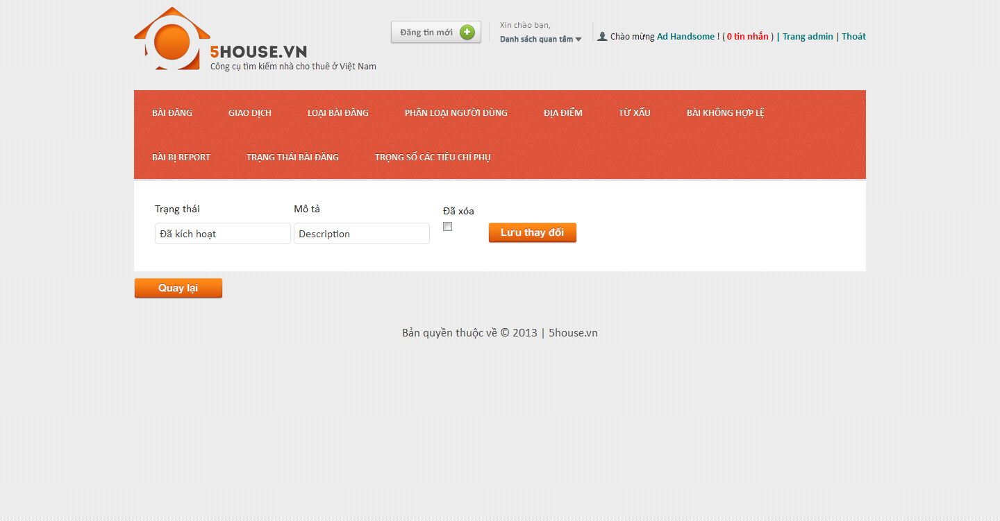 5HOUSE.VN
Công cụ tìm kiếm nhà cho thuê ở Việt Nam
Đăng tin mới
Xin chào bạn,
Danh sách quan tâm
Chào mừng Ad Handsome ! ( 0 tin nhắn ) | Trang admin | Thoát
BÀI ĐĂNG GIAO DỊCH LOẠI BÀI ĐĂNG PHÂN LOẠI NGƯỜI DÙNG ĐỊA ĐIỂM TỪ XẤU BÀI KHÔNG HỢP LỆ
BÀI BỊ REPORT TRẠNG THÁI BÀI ĐĂNG TRỌNG SỐ CÁC TIÊU CHÍ PHỤ
Trạng thái Mô tả Đã xóa
Đã kích hoạt Description Lưu thay đổi
Quay lại
Bản quyền thuộc về © 2013 | 5house.vn